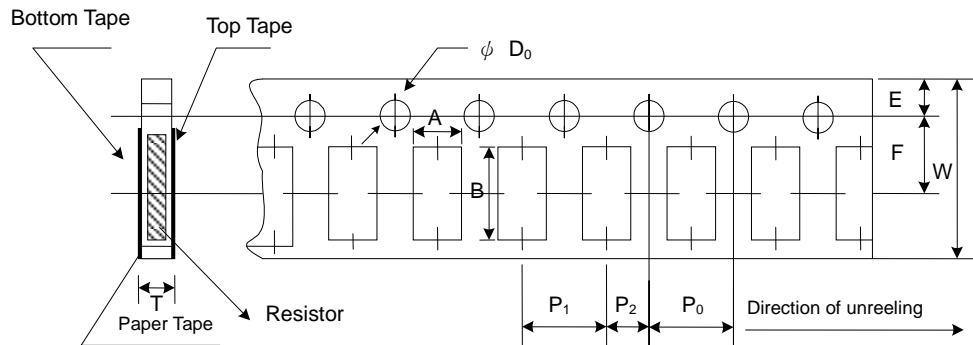 Bottom Tape
Top Tape
ψ D₀
E
A
F
W
B
T
P₁
P₂
P₀
Direction of unreeling
Resistor
Paper Tape